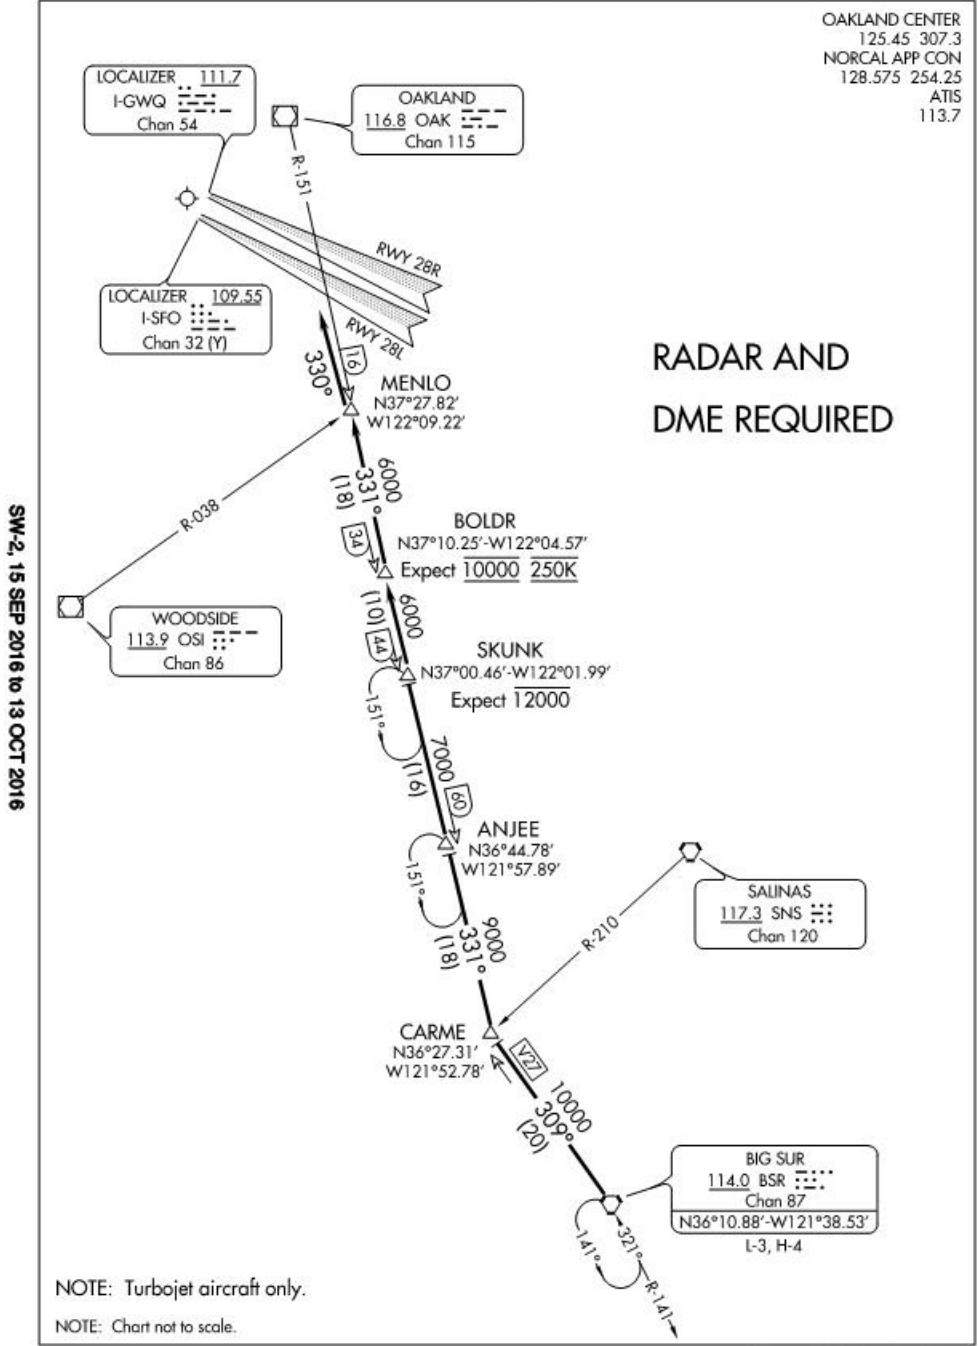 OAKLAND CENTER
125.45 307.3
NORCAL APP CON
128.575 254.25
ATIS
113.7
LOCALIZER 111.7
I-GWQ
Chan 54
OAKLAND
116.8 OAK
Chan 115
R-151
RWY 28R
LOCALIZER 109.55
I-SFO
Chan 32 (Y)
RWY 28L
RADAR AND
DME REQUIRED
330°
16
MENLO
N37°27.82'
W122°09.22'
6000
331°
(18)
R-038
34
BOLDR
N37°10.25'-W122°04.57'
Expect 10000 250K
WOODSIDE
113.9 OSI
Chan 86
6000
(10)
44
SKUNK
N37°00.46'-W122°01.99'
Expect 12000
151°
7000
(16)
60
ANJEE
N36°44.78'
W121°57.89'
151°
9000
331°
(18)
SALINAS
117.3 SNS
Chan 120
R-210
CARME
N36°27.31'
W121°52.78'
V27
10000
309°
(20)
BIG SUR
114.0 BSR
Chan 87
N36°10.88'-W121°38.53'
L-3, H-4
141°
321°
R-141
NOTE: Turbojet aircraft only.
NOTE: Chart not to scale.
SW-2, 15 SEP 2016 to 13 OCT 2016